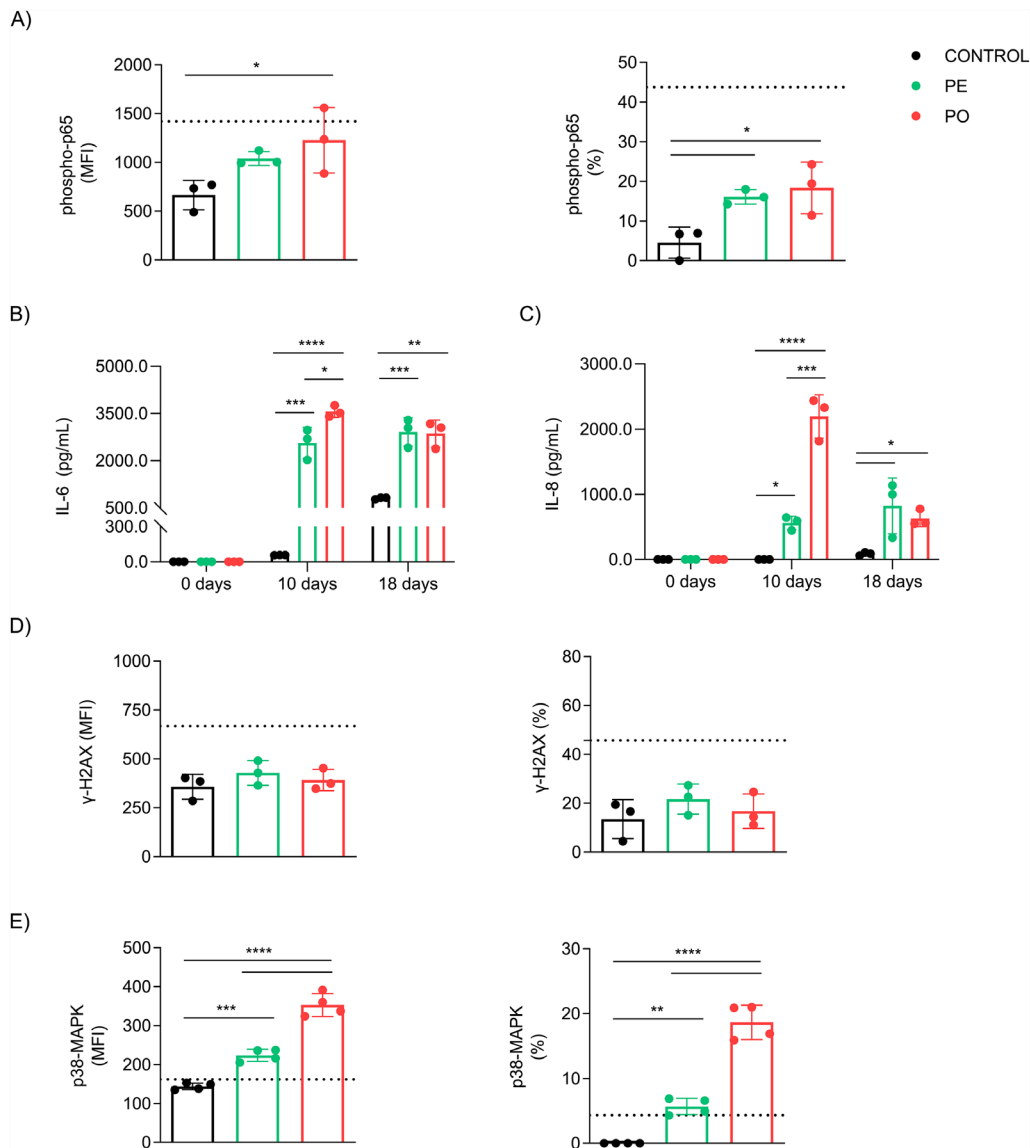 A)
phospho-p65
(MFI)
2000
1500
1000
500
0
*
phospho-p65
(%)
50
40
30
20
10
0
*
CONTROL
PE
PO
B)
IL-6 (pg/mL)
5000.0
3500.0
2000.0
500.0
300.0
0.0
****
*
***
**
***
0 days
10 days
18 days
C)
IL-8 (pg/mL)
3000.0
2000.0
1000.0
0.0
****
***
*
*
0 days
10 days
18 days
D)
γ-H2AX (MFI)
1000
750
500
250
0
γ-H2AX (%)
80
60
40
20
0
E)
p38-MAPK
(MFI)
500
400
300
200
100
0
****
***
p38-MAPK
(%)
30
20
10
0
****
**